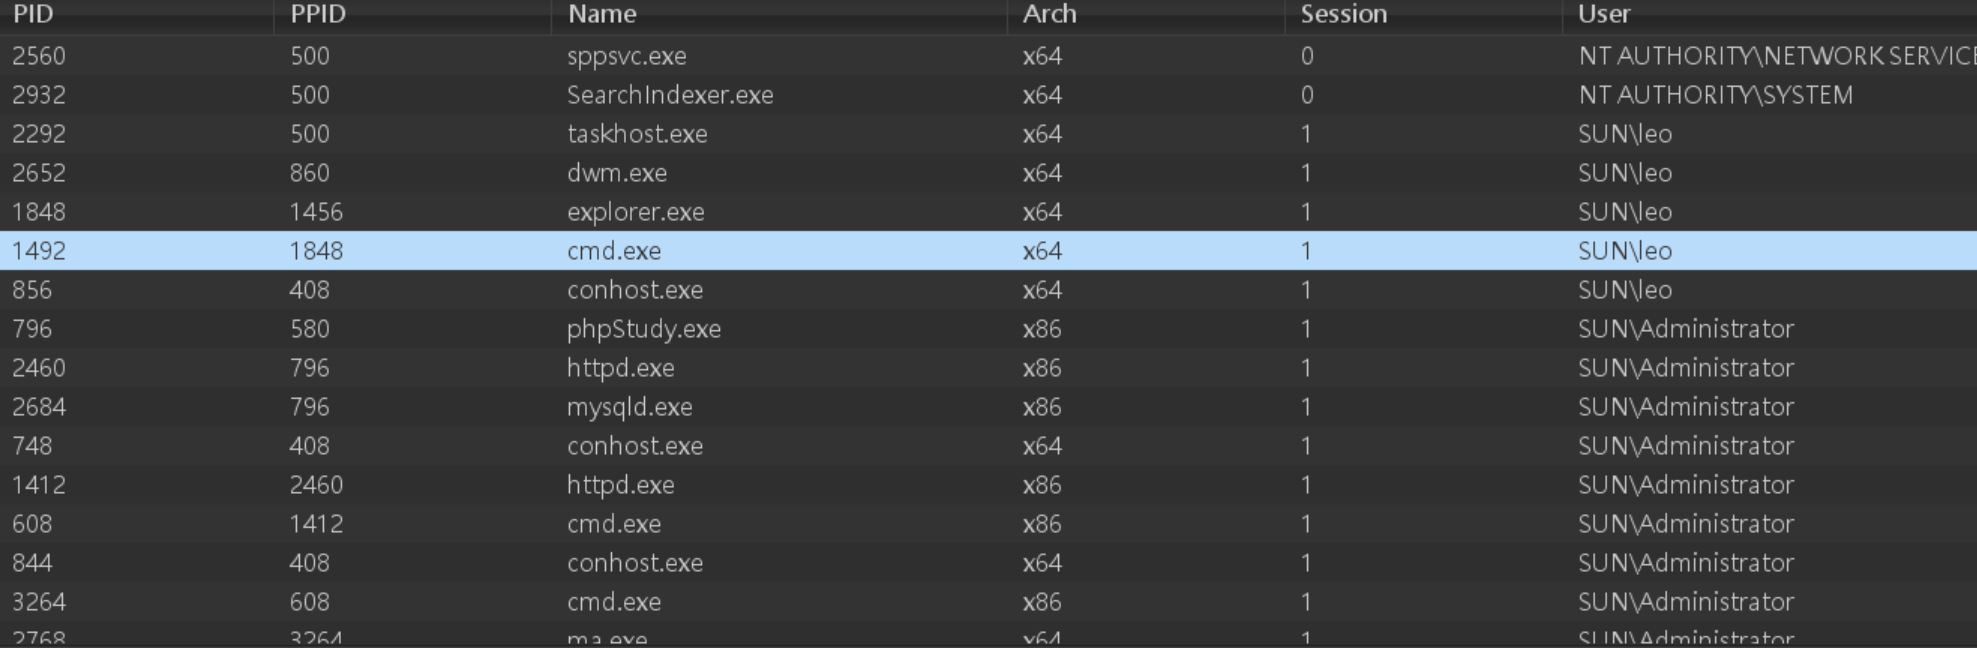 PID PPID Name Arch Session User
2560 500 sppsvc.exe x64 0 NT AUTHORITY\NETWORK SERVICE
2932 500 SearchIndexer.exe x64 0 NT AUTHORITY\SYSTEM
2292 500 taskhost.exe x64 1 SUN\leo
2652 860 dwm.exe x64 1 SUN\leo
1848 1456 explorer.exe x64 1 SUN\leo
1492 1848 cmd.exe x64 1 SUN\leo
856 408 conhost.exe x64 1 SUN\leo
796 580 phpStudy.exe x86 1 SUN\Administrator
2460 796 httpd.exe x86 1 SUN\Administrator
2684 796 mysqld.exe x86 1 SUN\Administrator
748 408 conhost.exe x64 1 SUN\Administrator
1412 2460 httpd.exe x86 1 SUN\Administrator
608 1412 cmd.exe x86 1 SUN\Administrator
844 408 conhost.exe x64 1 SUN\Administrator
3264 608 cmd.exe x86 1 SUN\Administrator
2768 3264 ma.exe x64 1 SUN\Administrator